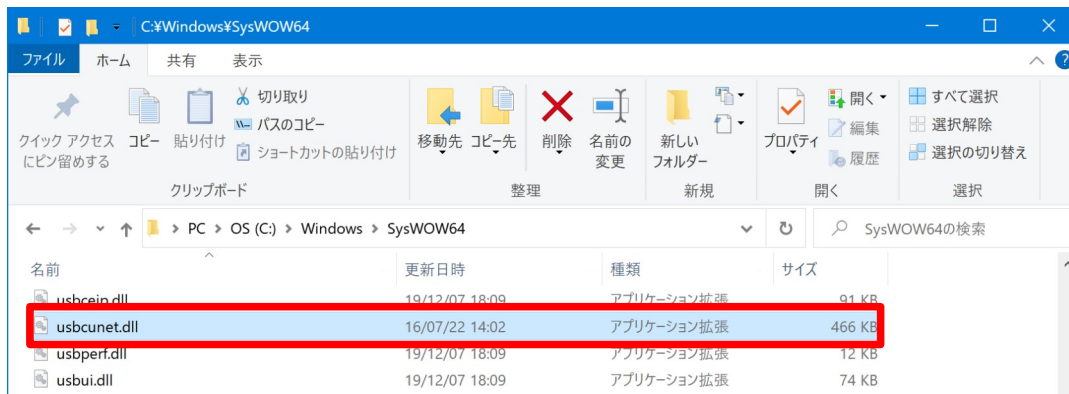 C:¥Windows¥SysWOW64
ファイル ホーム 共有 表示
クイック アクセス
にピン留めする
コピー
貼り付け
切り取り
パスのコピー
ショートカットの貼り付け
クリップボード
移動先
コピー先
削除
名前の
変更
整理
新しい
フォルダー
新規
プロパティ
開く
編集
履歴
開く
すべて選択
選択解除
選択の切り替え
選択
PC > OS (C:) > Windows > SysWOW64
SysWOW64の検索
名前 更新日時 種類 サイズ
usbceip.dll 19/12/07 18:09 アプリケーション拡張 91 KB
usbcunet.dll 16/07/22 14:02 アプリケーション拡張 466 KB
usbperf.dll 19/12/07 18:09 アプリケーション拡張 12 KB
usbui.dll 19/12/07 18:09 アプリケーション拡張 74 KB